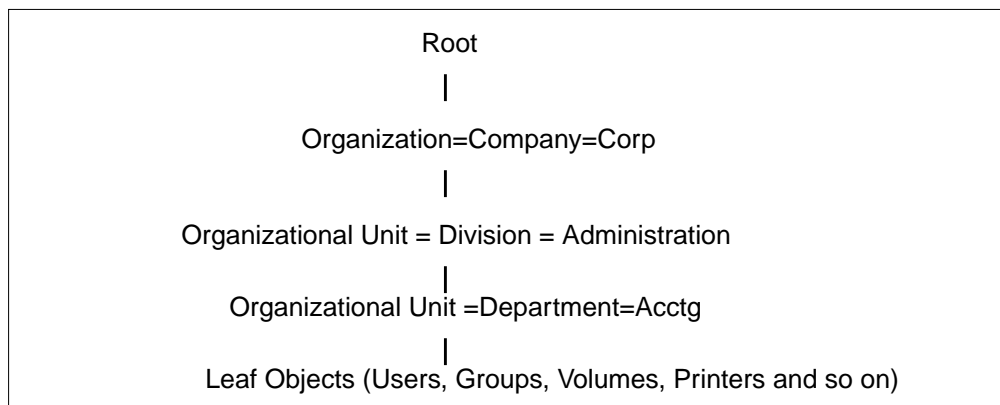 Root
Organization=Company=Corp
Organizational Unit = Division = Administration
Organizational Unit =Department=Acctg
Leaf Objects (Users, Groups, Volumes, Printers and so on)